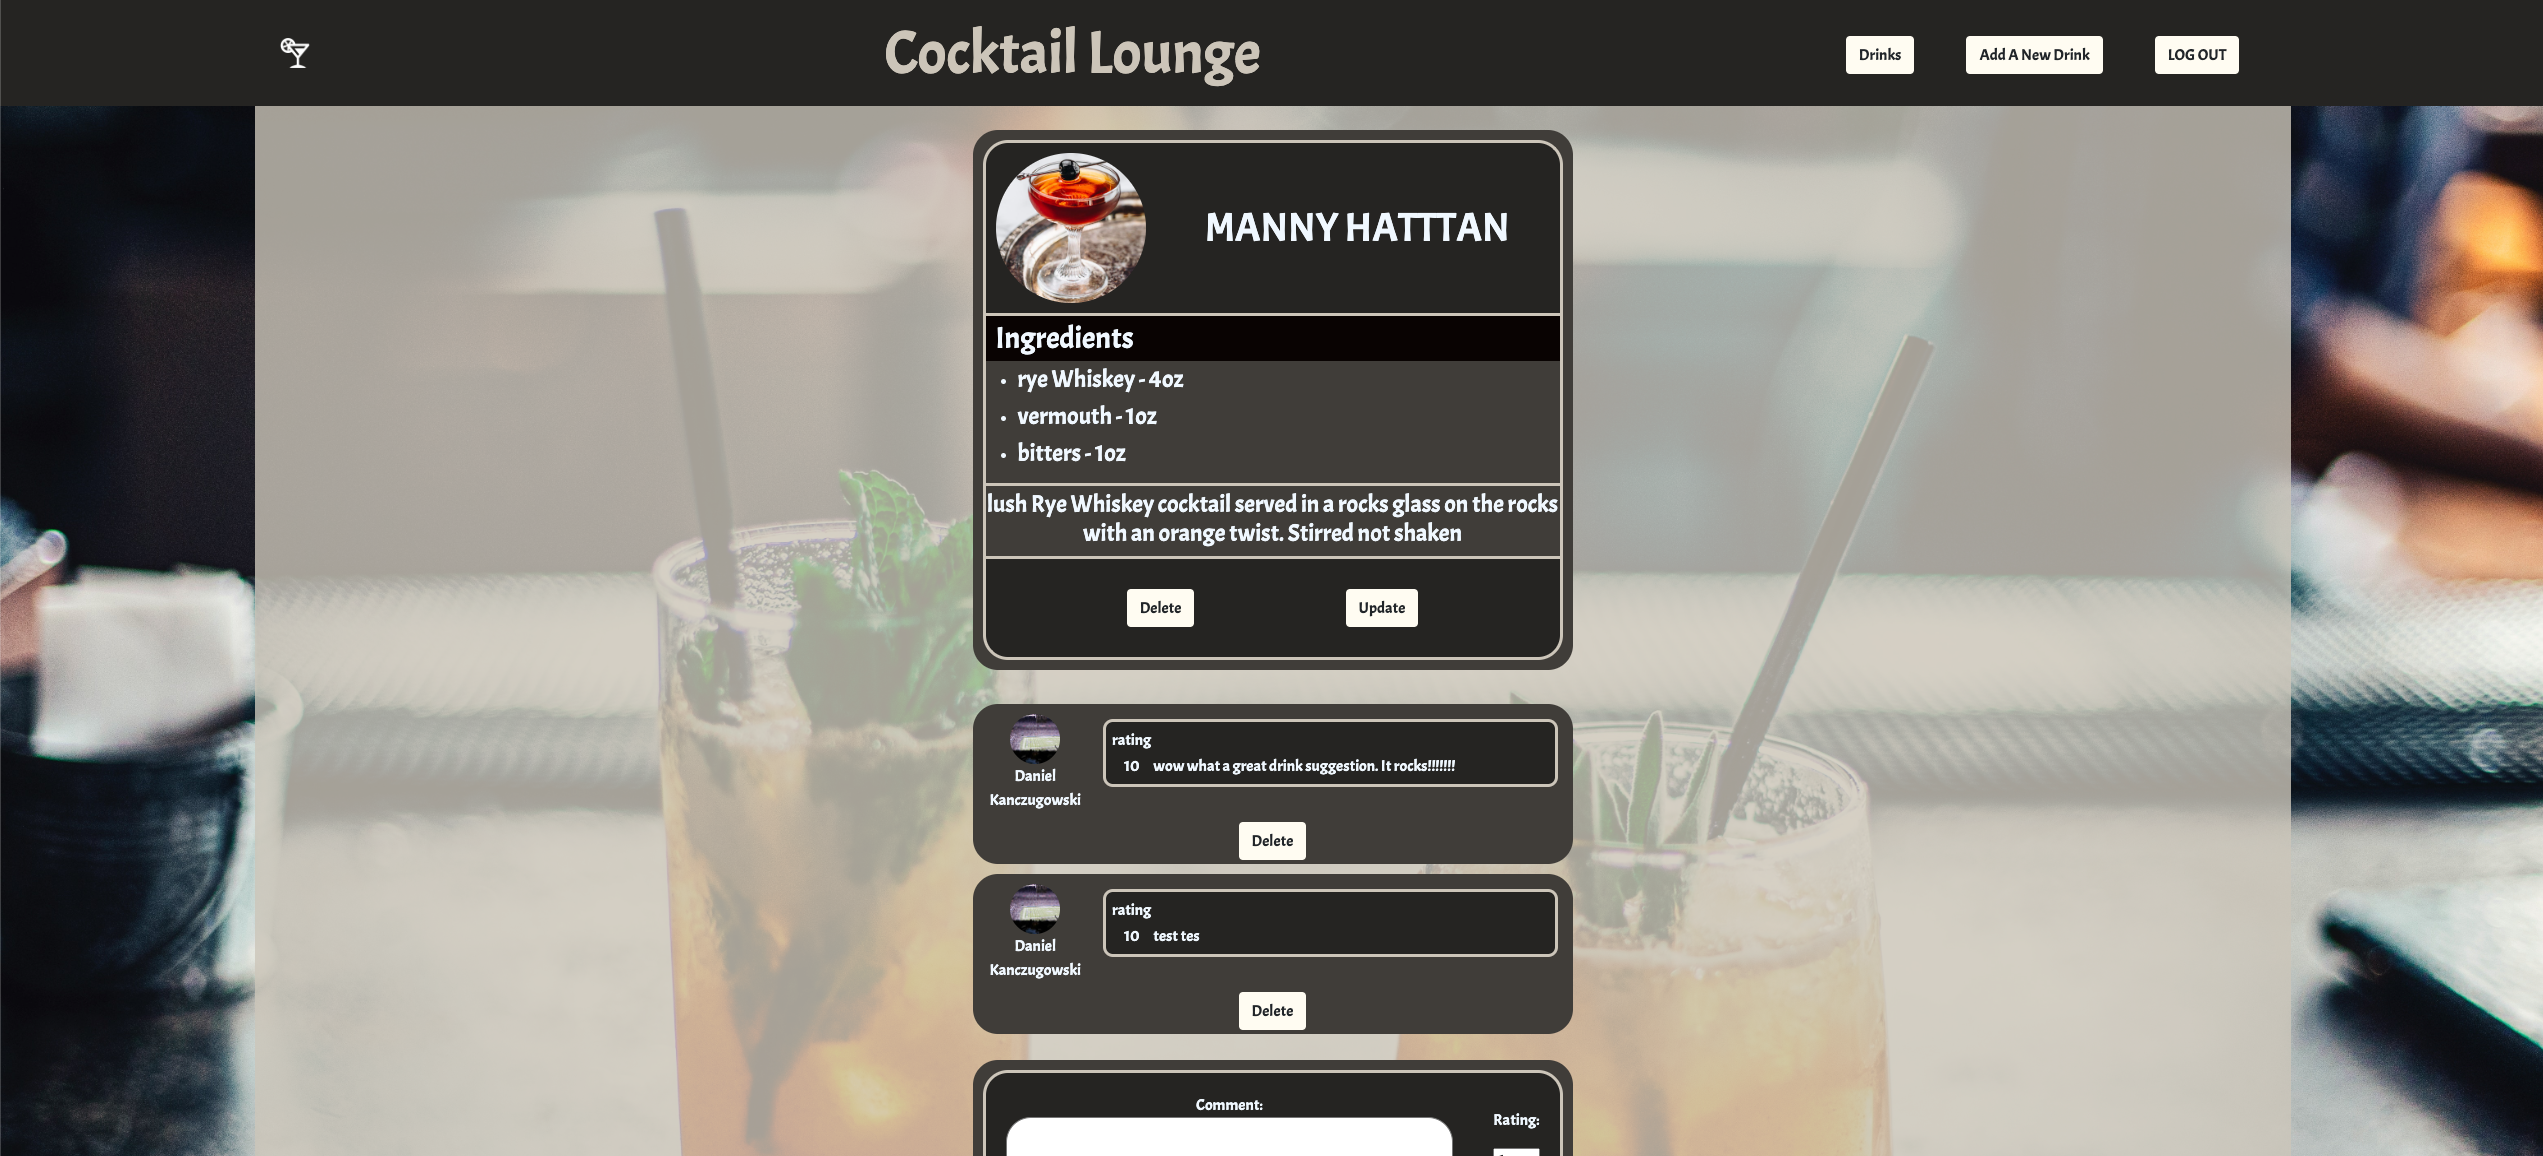 Cocktail Lounge
Drinks
Add A New Drink
LOG OUT
MANNY HATTTAN
Ingredients
• rye Whiskey - 4oz
• vermouth - 1oz
• bitters - 1oz
lush Rye Whiskey cocktail served in a rocks glass on the rocks
with an orange twist. Stirred not shaken
Delete
Update
Daniel
Kanczugowski
rating
10 wow what a great drink suggestion. It rocks!!!!!!!
Delete
Daniel
Kanczugowski
rating
10 test tes
Delete
Comment:
Rating: